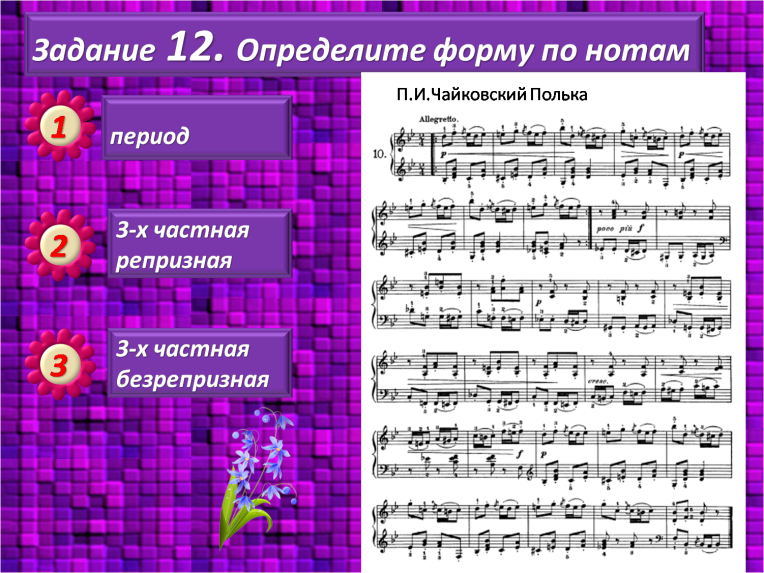 Задание 12. Определите форму по нотам
1
период
2
3-х частная
репризная
3
3-х частная
безрепризная
П.И.Чайковский Полька
Allegretto.
10.
p
p
poco più f
p
cresc.
f
p